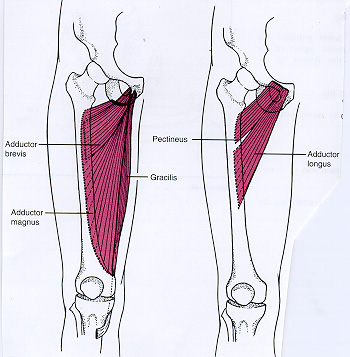 Adductor
brevis
Adductor
magnus
Gracilis
Pectineus
Adductor
longus